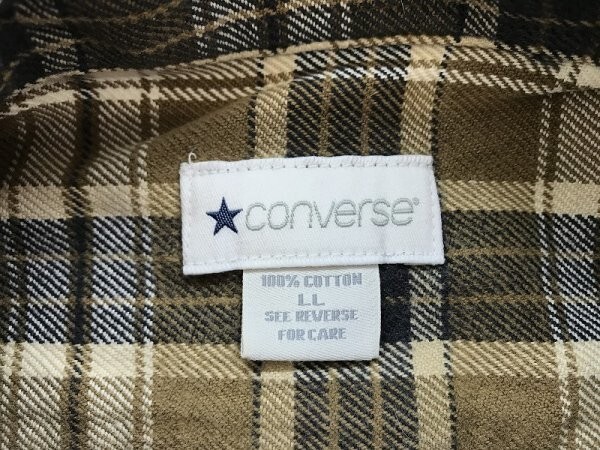 converse®
100% COTTON
LL
SEE REVERSE
FOR CARE